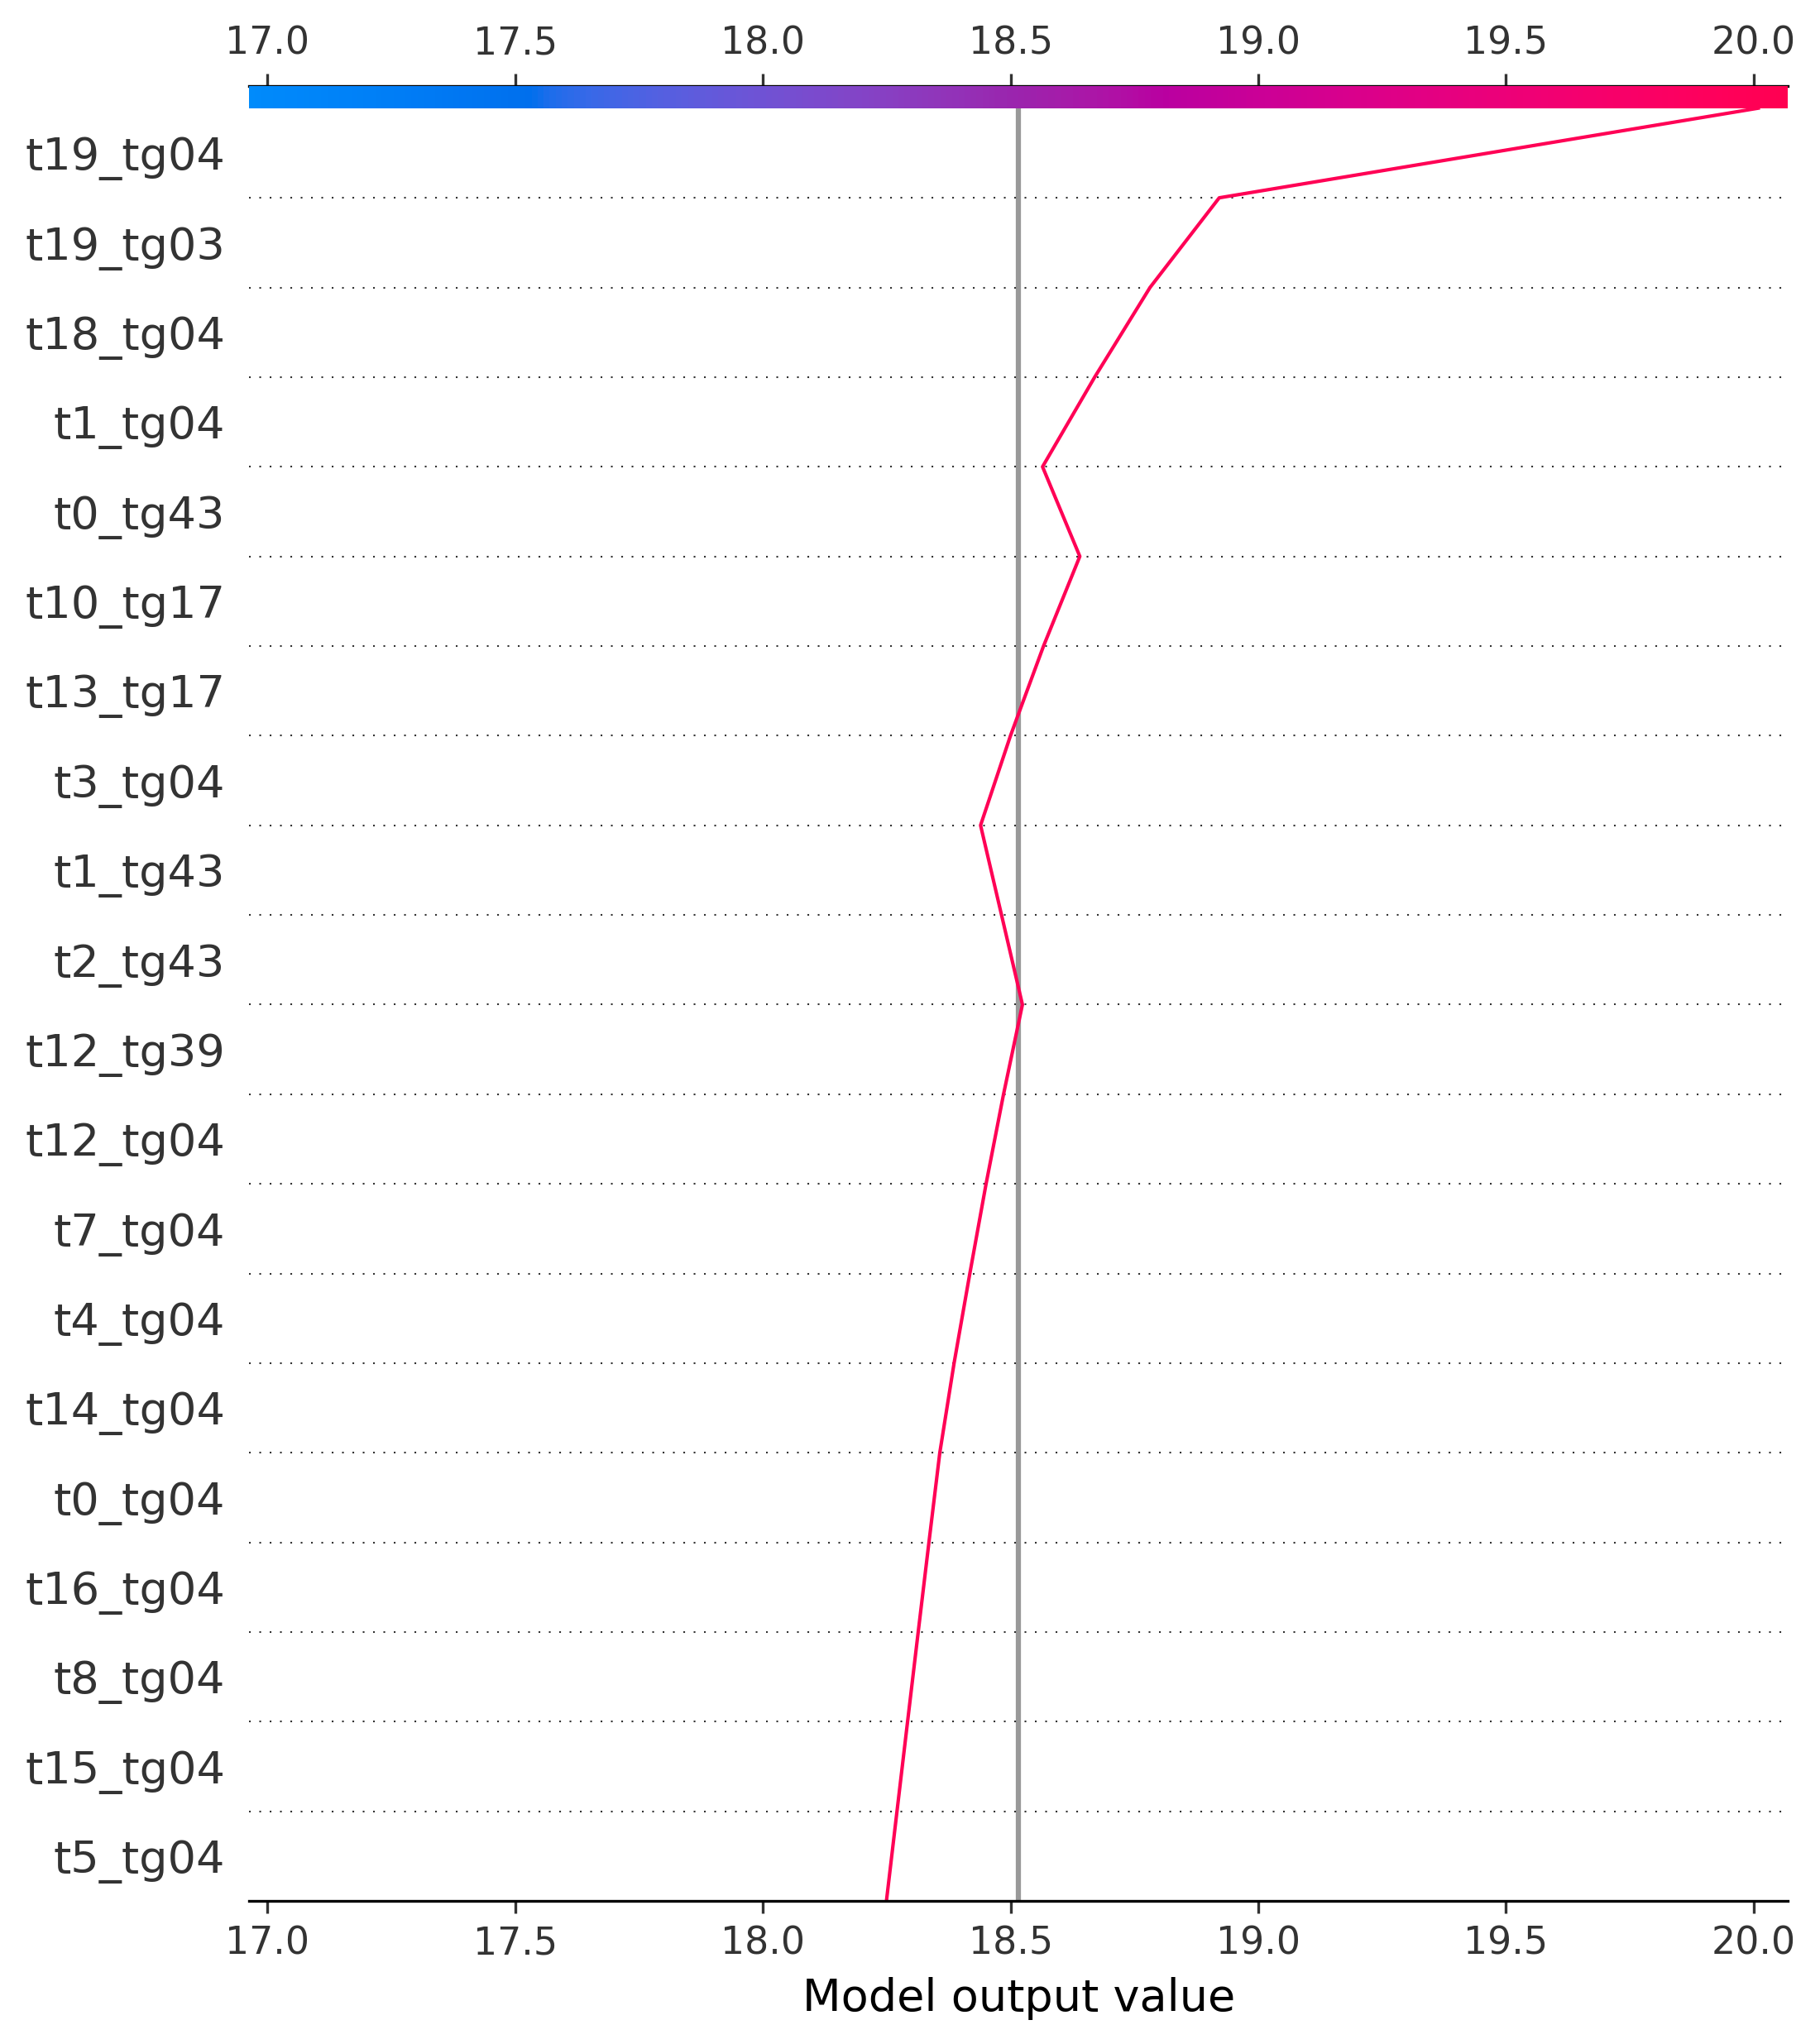 17.0 17.5 18.0 18.5 19.0 19.5 20.0
t19_tg04
t19_tg03
t18_tg04
t1_tg04
t0_tg43
t10_tg17
t13_tg17
t3_tg04
t1_tg43
t2_tg43
t12_tg39
t12_tg04
t7_tg04
t4_tg04
t14_tg04
t0_tg04
t16_tg04
t8_tg04
t15_tg04
t5_tg04
17.0 17.5 18.0 18.5 19.0 19.5 20.0
Model output value